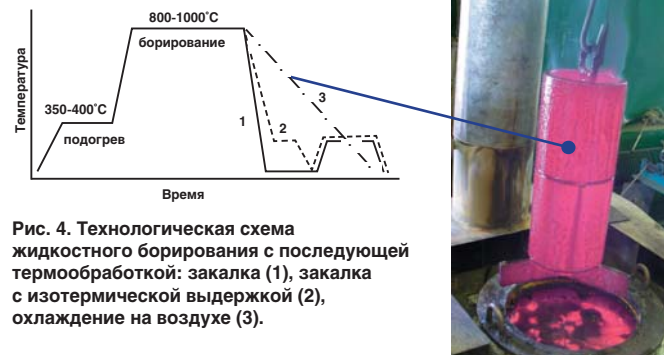 800-1000˚С
борирование
Температура
350-400˚С
подогрев
1
2
3
Время
Рис. 4. Технологическая схема
жидкостного борирования с последующей
термообработкой: закалка (1), закалка
с изотермической выдержкой (2),
охлаждение на воздухе (3).